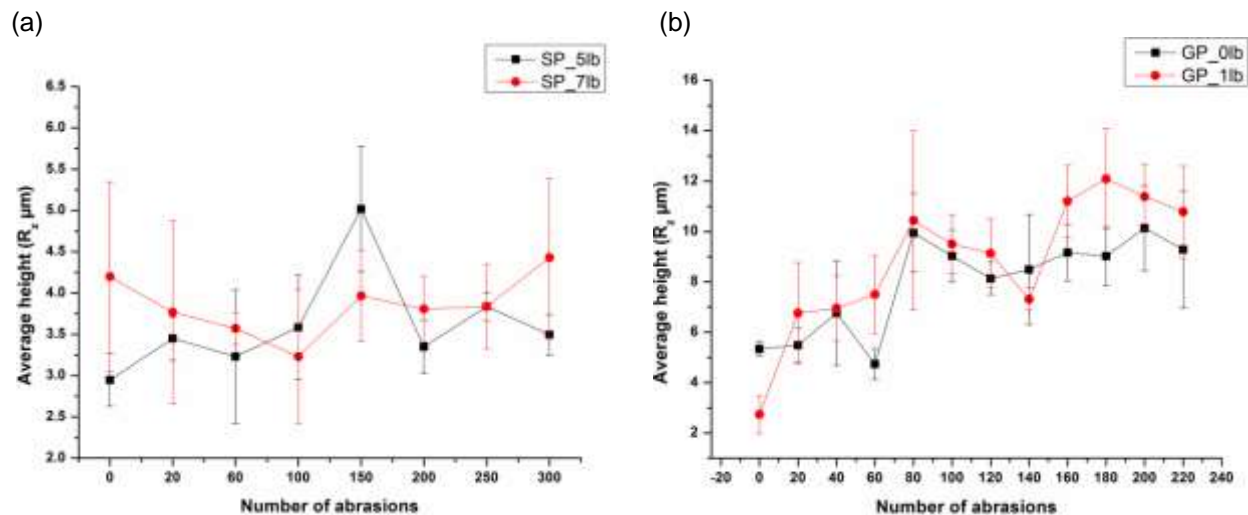 (a)
SP_5lb
SP_7lb
6.5
6.0
5.5
5.0
4.5
4.0
3.5
3.0
2.5
2.0
Average height (Rz μm)
0 20 60 100 150 200 250 300
Number of abrasions
(b)
GP_0lb
GP_1lb
16
14
12
10
8
6
4
2
Average height (Rz μm)
-20 0 20 40 60 80 100 120 140 160 180 200 220 240
Number of abrasions